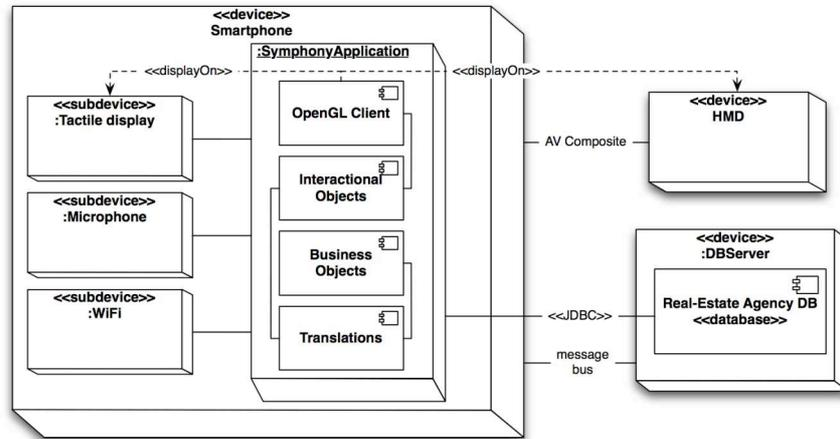 <<device>>
Smartphone
:SymphonyApplication
<<displayOn>>
<<displayOn>>
<<subdevice>>
:Tactile display
OpenGL Client
<<device>>
HMD
AV Composite
Interactional
Objects
<<subdevice>>
:Microphone
Business
Objects
<<device>>
:DBServer
<<subdevice>>
:WiFi
Translations
<<JDBC>>
Real-Estate Agency DB
<<database>>
message
bus